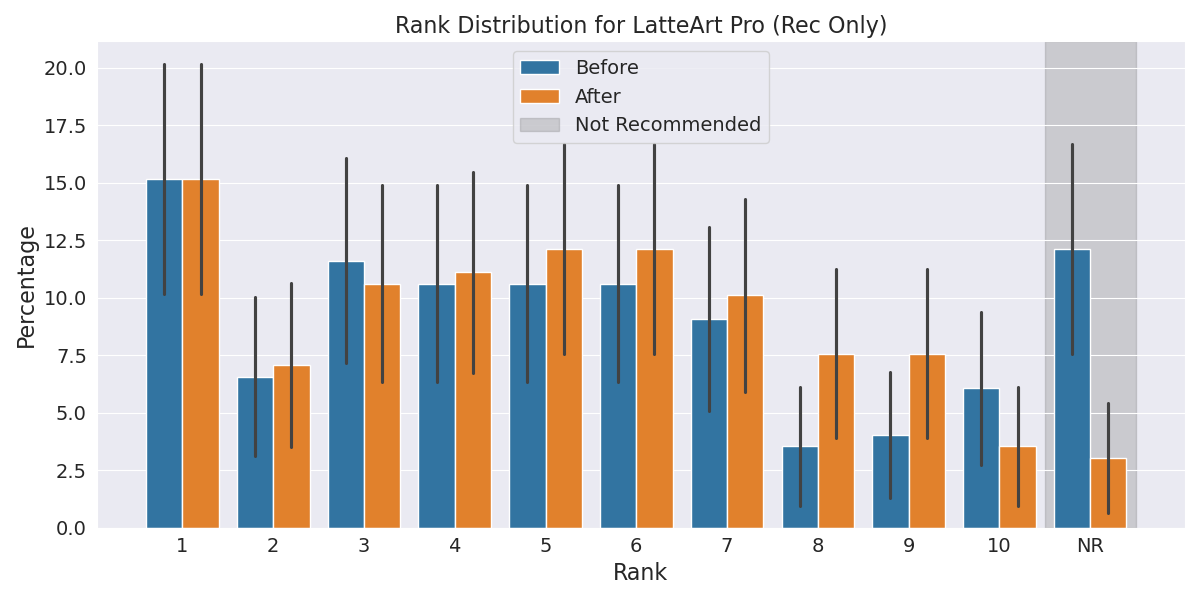 Rank Distribution for LatteArt Pro (Rec Only)
Before
After
Not Recommended
Percentage
20.0
17.5
15.0
12.5
10.0
7.5
5.0
2.5
0.0
1 2 3 4 5 6 7 8 9 10 NR
Rank